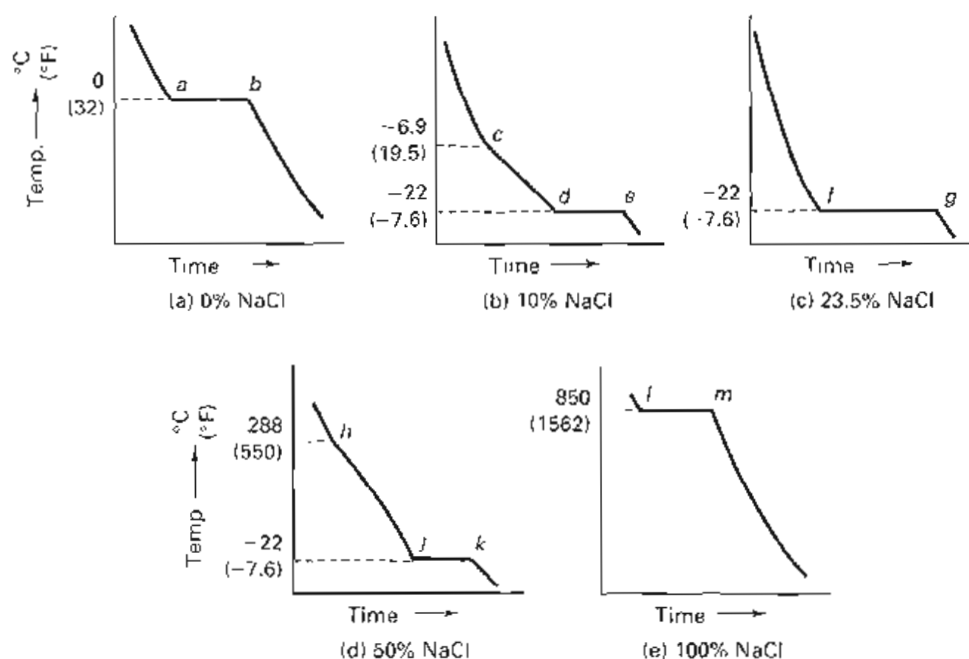 °C
(°F)
Temp.
0
(32)
a
b
Time
(a) 0% NaCl
−6.9
(19.5)
−22
(−7.6)
c
d
e
Time
(b) 10% NaCl
−22
(−7.6)
f
g
Time
(c) 23.5% NaCl
°C
(°F)
Temp
288
(550)
−22
(−7.6)
h
j
k
Time
(d) 50% NaCl
850
(1562)
l
m
Time
(e) 100% NaCl